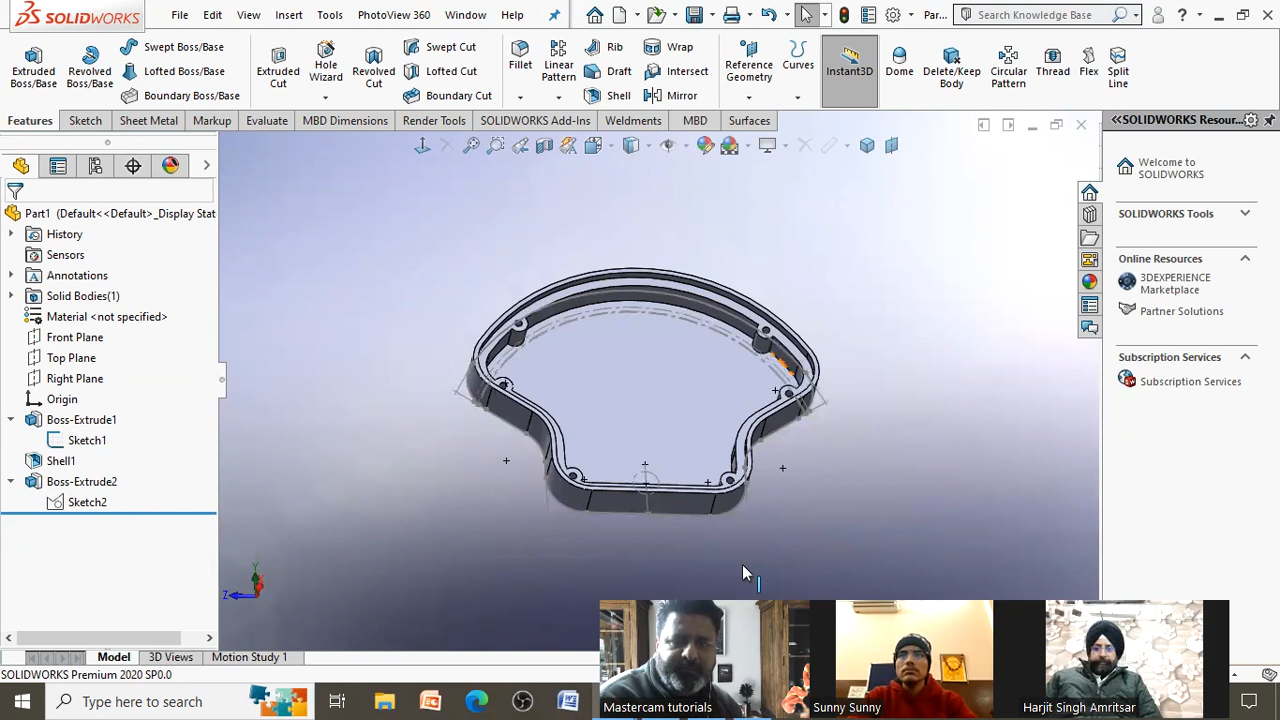 SOLIDWORKS
File
Edit
View
Insert
Tools
PhotoView 360
Window
Help
Par...
Search Knowledge Base
Extruded Boss/Base
Revolved Boss/Base
Swept Boss/Base
Lofted Boss/Base
Boundary Boss/Base
Extruded Cut
Hole Wizard
Revolved Cut
Swept Cut
Lofted Cut
Boundary Cut
Fillet
Linear Pattern
Rib
Draft
Shell
Wrap
Intersect
Mirror
Reference Geometry
Curves
Instant3D
Dome
Delete/Keep Body
Circular Pattern
Thread
Flex
Split Line
Features
Sketch
Sheet Metal
Markup
Evaluate
MBD Dimensions
Render Tools
SOLIDWORKS Add-Ins
Weldments
MBD
Surfaces
SOLIDWORKS Resour...
Welcome to SOLIDWORKS
SOLIDWORKS Tools
Online Resources
3DEXPERIENCE Marketplace
Partner Solutions
Subscription Services
Subscription Services
Part1 (Default<<Default>_Display Stat
History
Sensors
Annotations
Solid Bodies(1)
Material <not specified>
Front Plane
Top Plane
Right Plane
Origin
Boss-Extrude1
Sketch1
Shell1
Boss-Extrude2
Sketch2
Y
Z
Model
3D Views
Motion Study 1
SOLIDWORKS Premium 2020 SP0.0
Type here to search
Mastercam tutorials
Sunny Sunny
Harjit Singh Amritsar